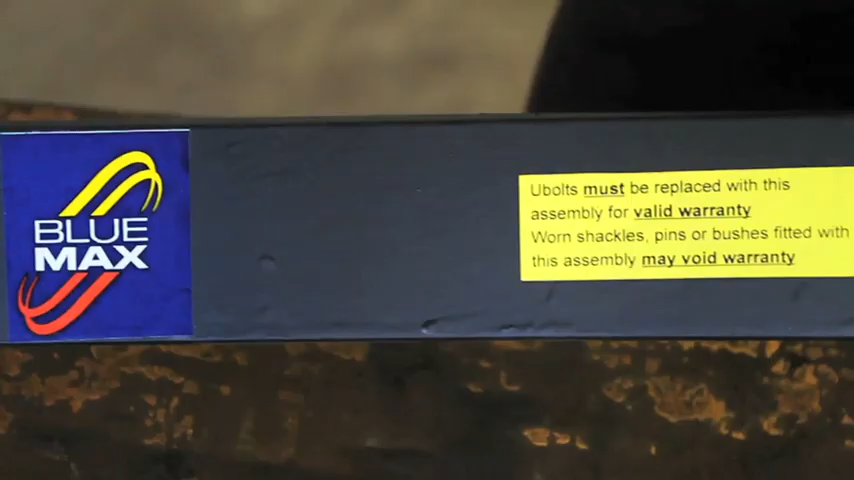 BLUE
MAX
Ubolts must be replaced with this
assembly for valid warranty
Worn shackles, pins or bushes fitted with
this assembly may void warranty